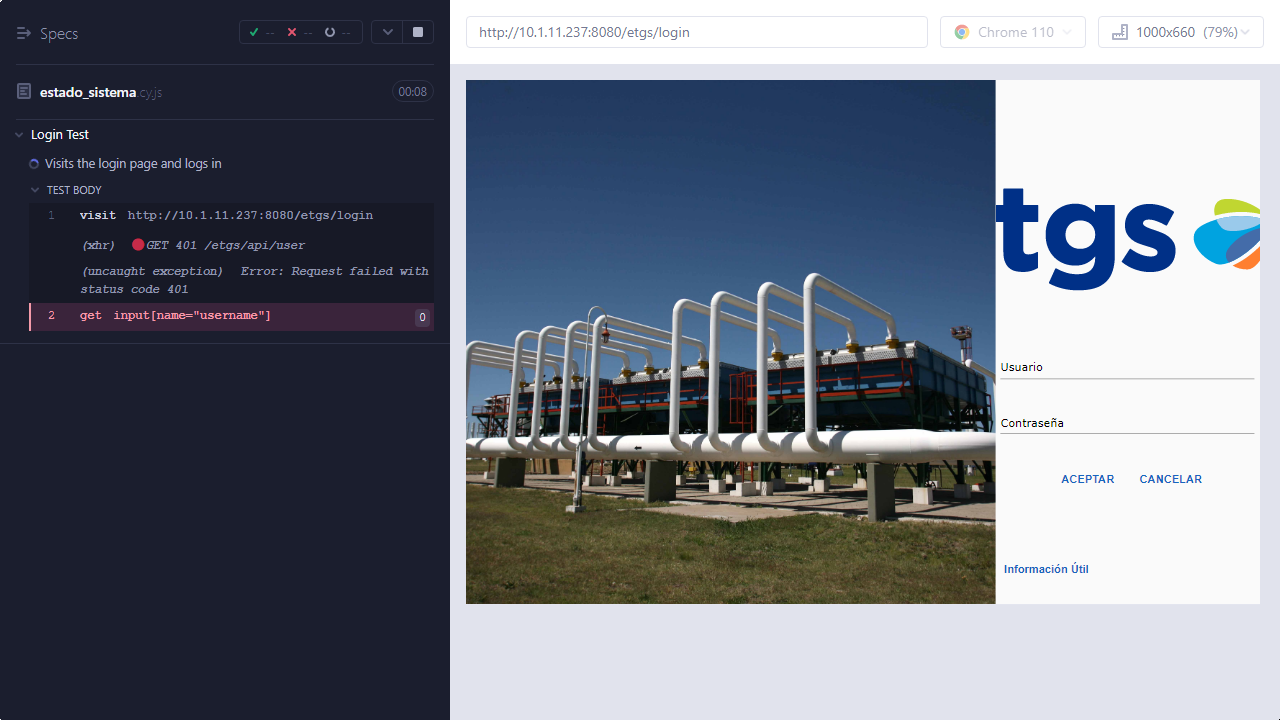 Specs
--
--
--
estado_sistema.cy.js
00:08
Login Test
Visits the login page and logs in
TEST BODY
1 visit http://10.1.11.237:8080/etgs/login
(xhr) GET 401 /etgs/api/user
(uncaught exception) Error: Request failed with
status code 401
2 get input[name="username"] 0
http://10.1.11.237:8080/etgs/login
Chrome 110
1000x660 (79%)
tgs
Usuario
Contraseña
ACEPTAR CANCELAR
Información Útil